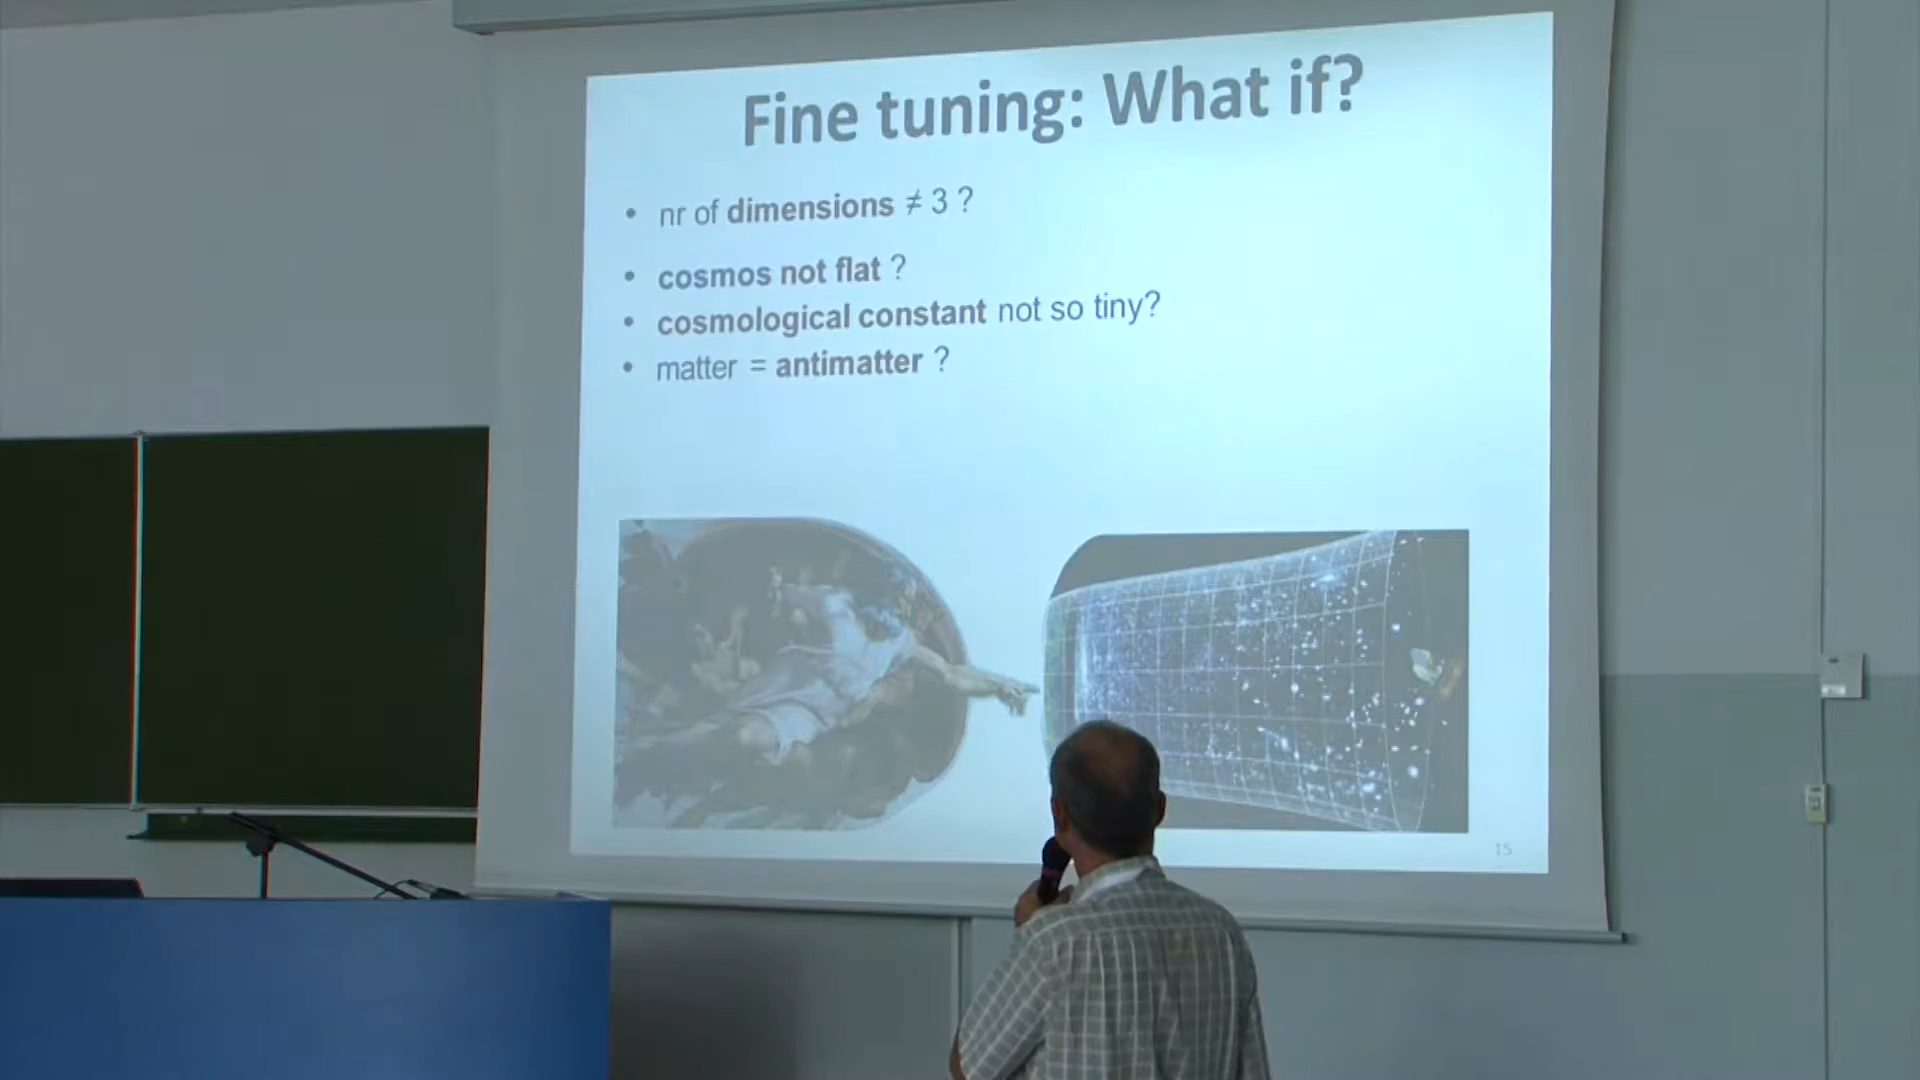 Fine tuning: What if?
• nr of dimensions ≠ 3 ?
• cosmos not flat ?
• cosmological constant not so tiny?
• matter = antimatter ?
15